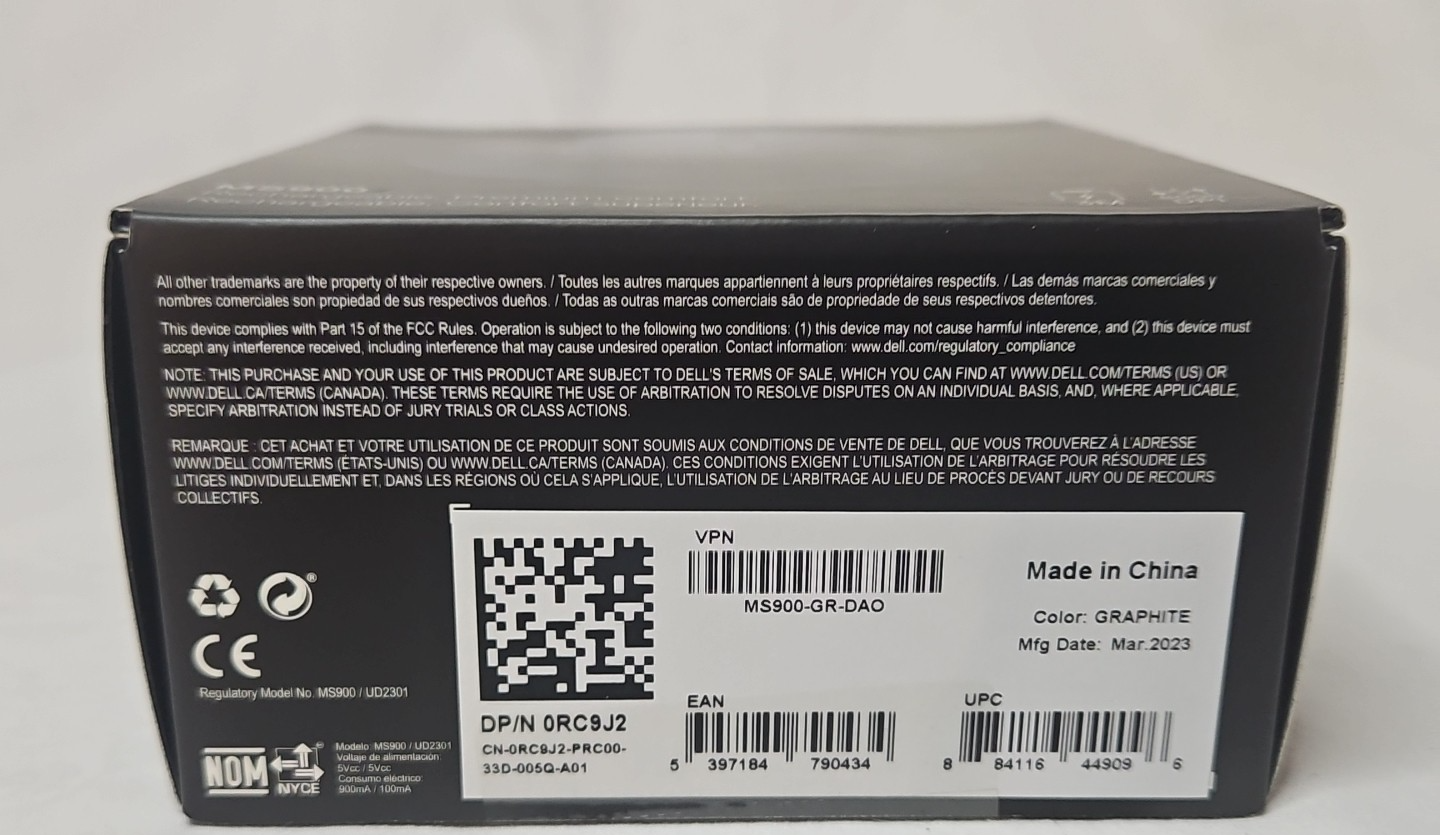 MS900
All other trademarks are the property of their respective owners. / Toutes les autres marques appartiennent à leurs propriétaires respectifs. / Las demás marcas comerciales y
nombres comerciales son propiedad de sus respectivos dueños. / Todas as outras marcas comerciais são de propriedade de seus respectivos detentores.
This device complies with Part 15 of the FCC Rules. Operation is subject to the following two conditions: (1) this device may not cause harmful interference, and (2) this device must
accept any interference received, including interference that may cause undesired operation. Contact information: www.dell.com/regulatory_compliance
NOTE: THIS PURCHASE AND YOUR USE OF THIS PRODUCT ARE SUBJECT TO DELL'S TERMS OF SALE, WHICH YOU CAN FIND AT WWW.DELL.COM/TERMS (US) OR
WWW.DELL.CA/TERMS (CANADA). THESE TERMS REQUIRE THE USE OF ARBITRATION TO RESOLVE DISPUTES ON AN INDIVIDUAL BASIS, AND, WHERE APPLICABLE,
SPECIFY ARBITRATION INSTEAD OF JURY TRIALS OR CLASS ACTIONS.
REMARQUE : CET ACHAT ET VOTRE UTILISATION DE CE PRODUIT SONT SOUMIS AUX CONDITIONS DE VENTE DE DELL, QUE VOUS TROUVEREZ À L'ADRESSE
WWW.DELL.COM/TERMS (ÉTATS-UNIS) OU WWW.DELL.CA/TERMS (CANADA). CES CONDITIONS EXIGENT L'UTILISATION DE L'ARBITRAGE POUR RÉSOUDRE LES
LITIGES INDIVIDUELLEMENT ET, DANS LES RÉGIONS OÙ CELA S'APPLIQUE, L'UTILISATION DE L'ARBITRAGE AU LIEU DE PROCÈS DEVANT JURY OU DE RECOURS
COLLECTIFS.
CE
Regulatory Model No. MS900 / UD2301
NOM
NYCE
Modelo: MS900 / UD2301
Voltaje de alimentación:
5Vcc / 5Vcc
Consumo eléctrico:
900mA / 100mA
DP/N 0RC9J2
CN-0RC9J2-PRC00-
33D-005Q-A01
VPN
MS900-GR-DAO
Made in China
Color: GRAPHITE
Mfg Date: Mar.2023
EAN
5 397184 790434
UPC
8 84116 44909 6